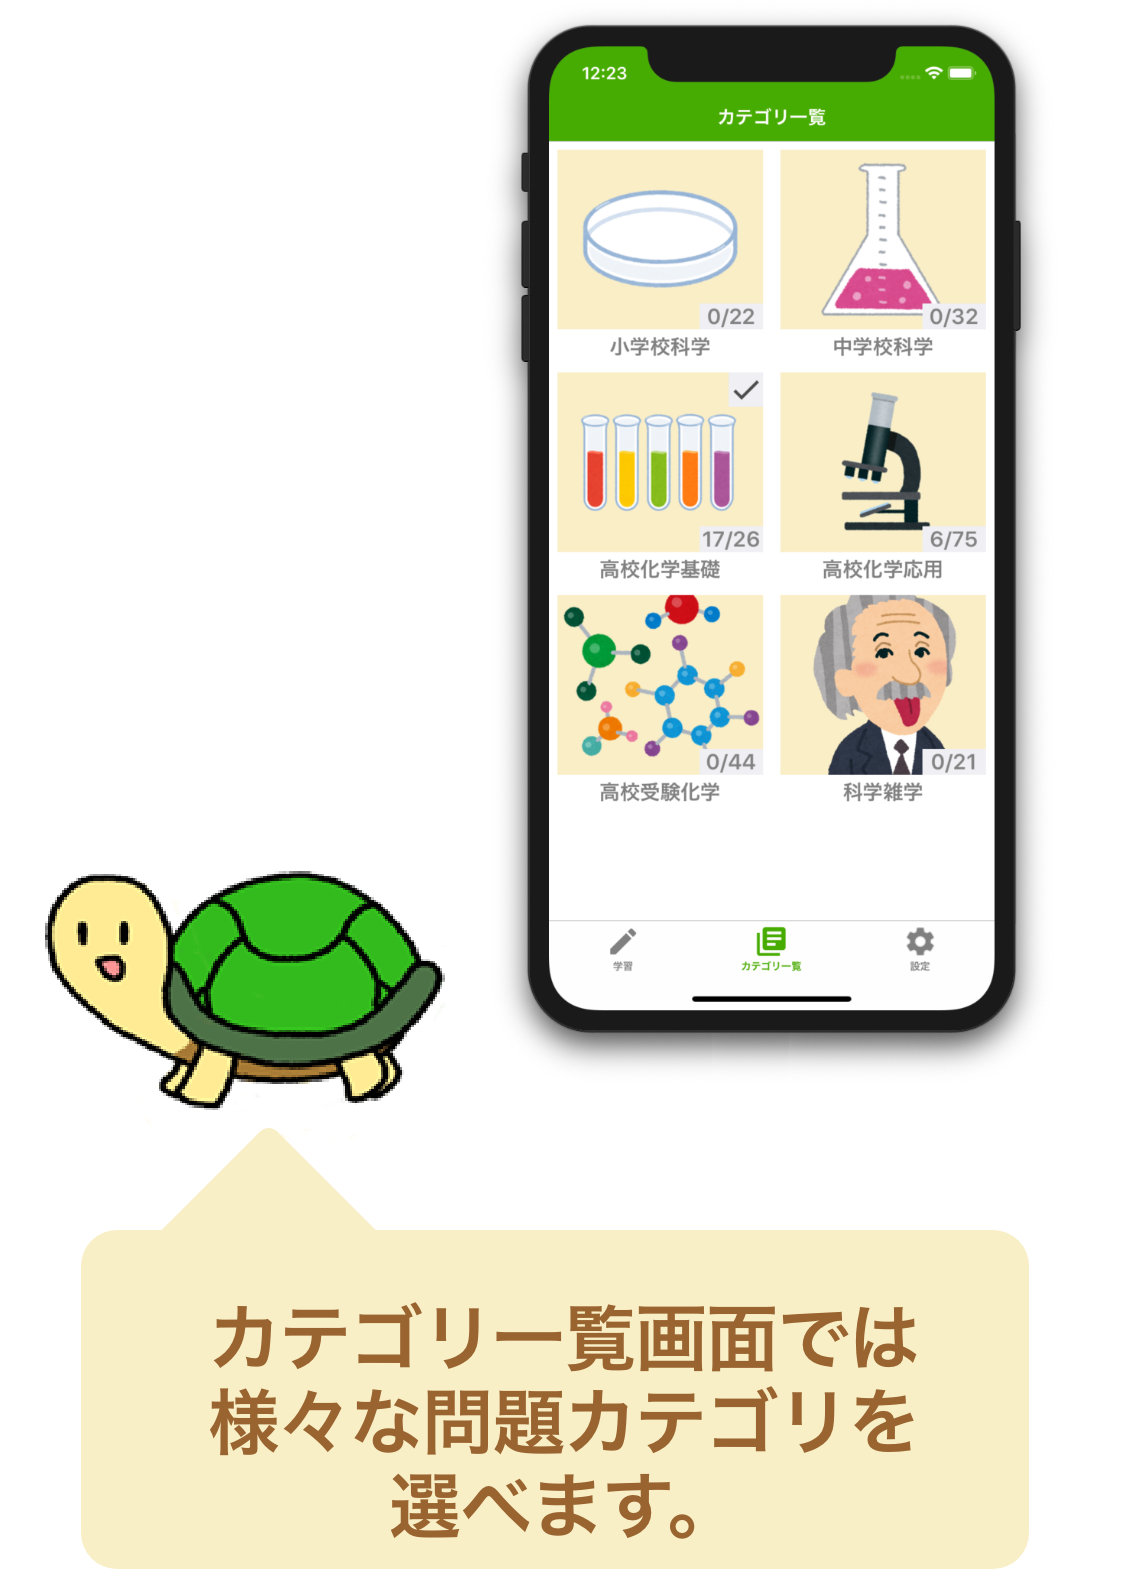 12:23
カテゴリ一覧
0/22
0/32
小学校科学
中学校科学
17/26
6/75
高校化学基礎
高校化学応用
0/44
0/21
高校受験化学
科学雑学
学習
カテゴリ一覧
設定
カテゴリ一覧画面では
様々な問題カテゴリを
選べます。